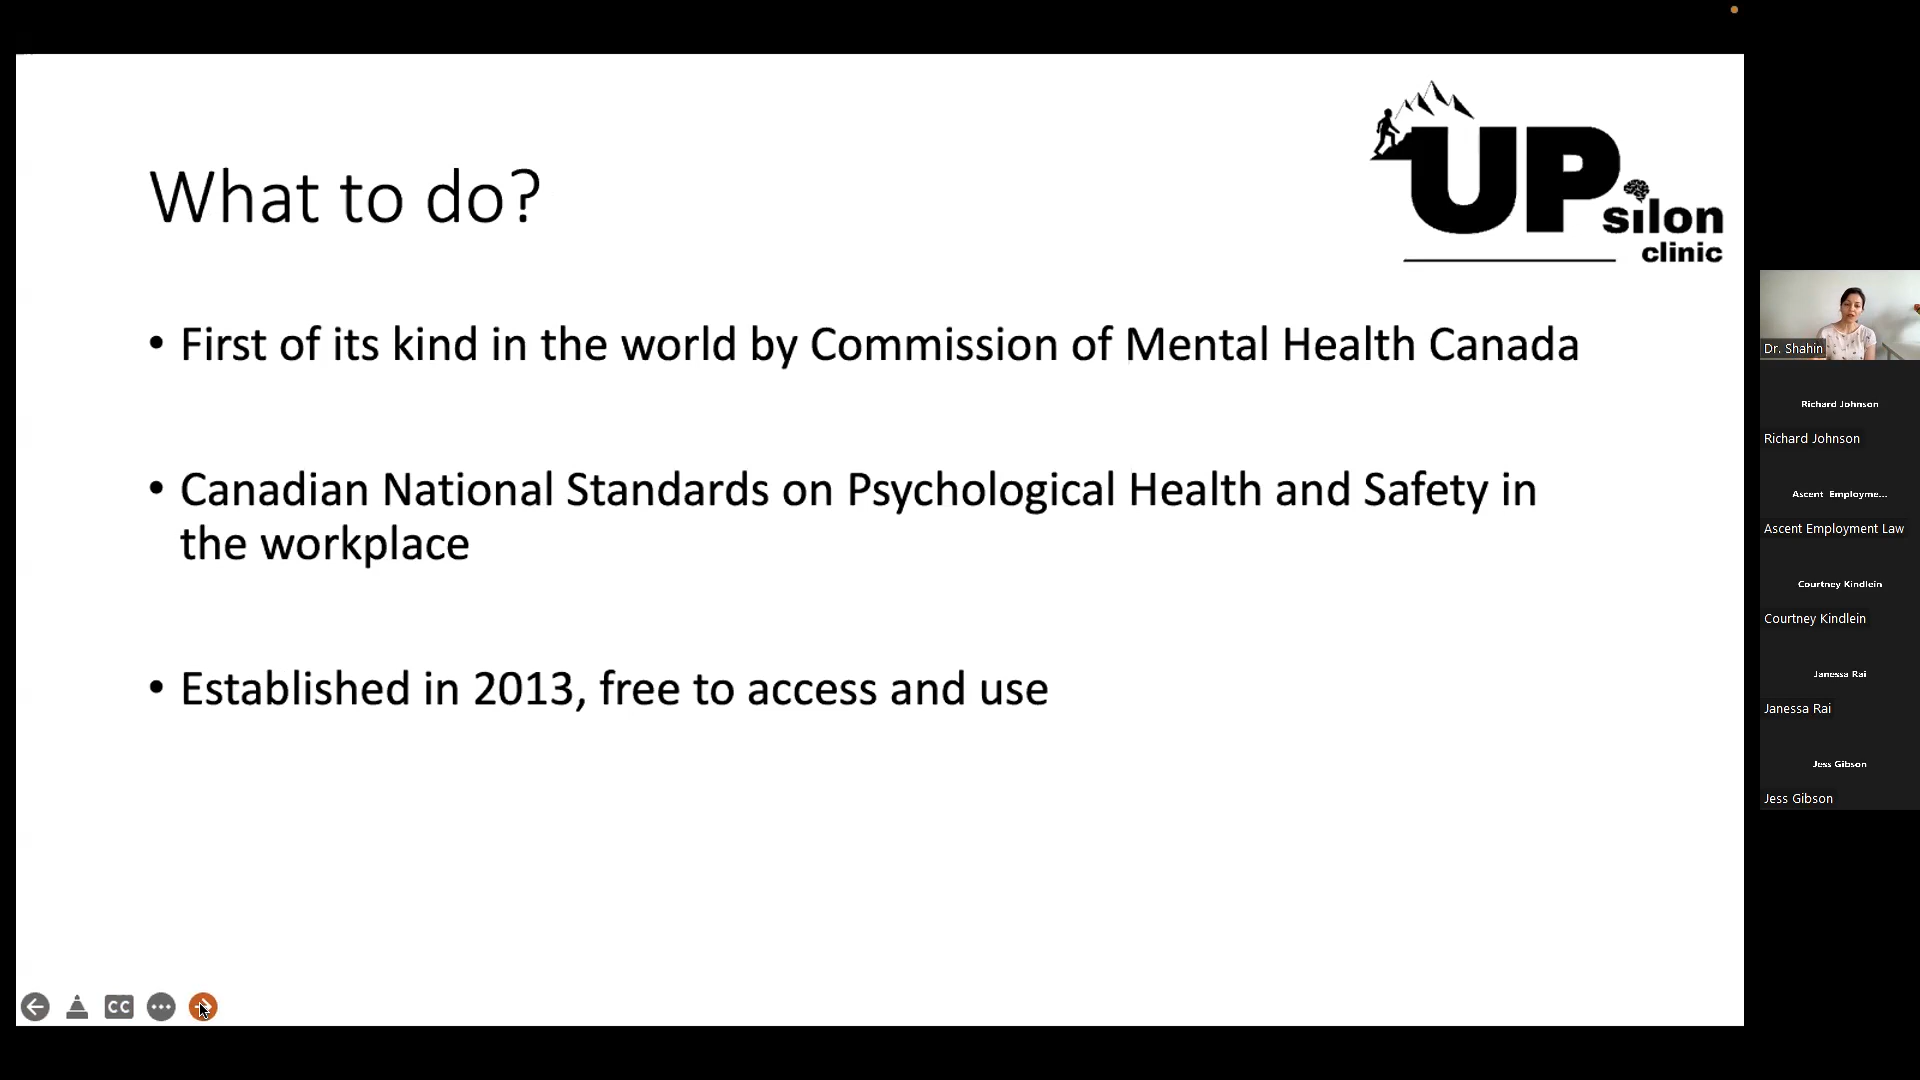 UPsilon
clinic
What to do?
• First of its kind in the world by Commission of Mental Health Canada
• Canadian National Standards on Psychological Health and Safety in
the workplace
• Established in 2013, free to access and use
CC
Dr. Shahin
Richard Johnson
Richard Johnson
Ascent Employme...
Ascent Employment Law
Courtney Kindlein
Courtney Kindlein
Janessa Rai
Janessa Rai
Jess Gibson
Jess Gibson